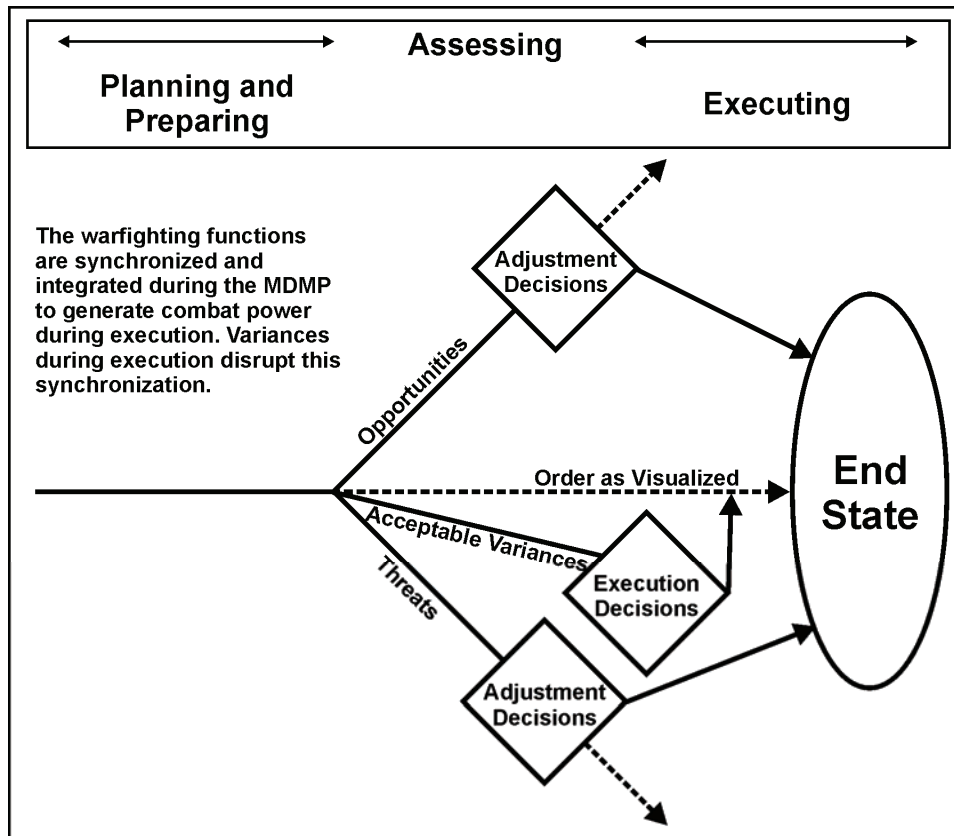 Assessing
Planning and
Preparing
Executing
The warfighting functions
are synchronized and
integrated during the MDMP
to generate combat power
during execution. Variances
during execution disrupt this
synchronization.
Adjustment
Decisions
Opportunities
Order as Visualized
End
State
Acceptable Variances
Execution
Decisions
Threats
Adjustment
Decisions